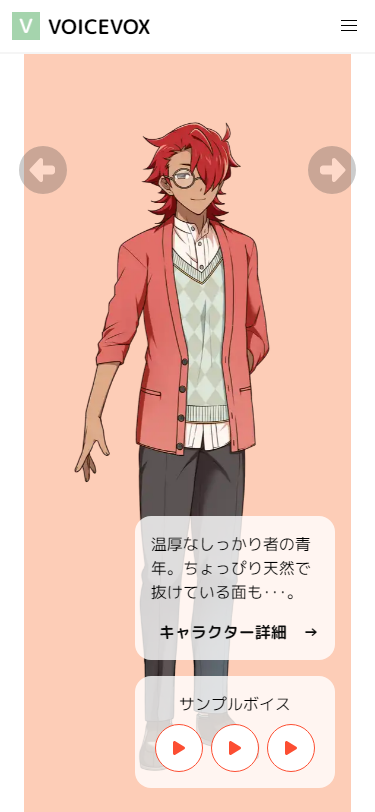 V VOICEVOX
温厚なしっかり者の青
年。ちょっぴり天然で
抜けている面も･･･。
キャラクター詳細 →
サンプルボイス